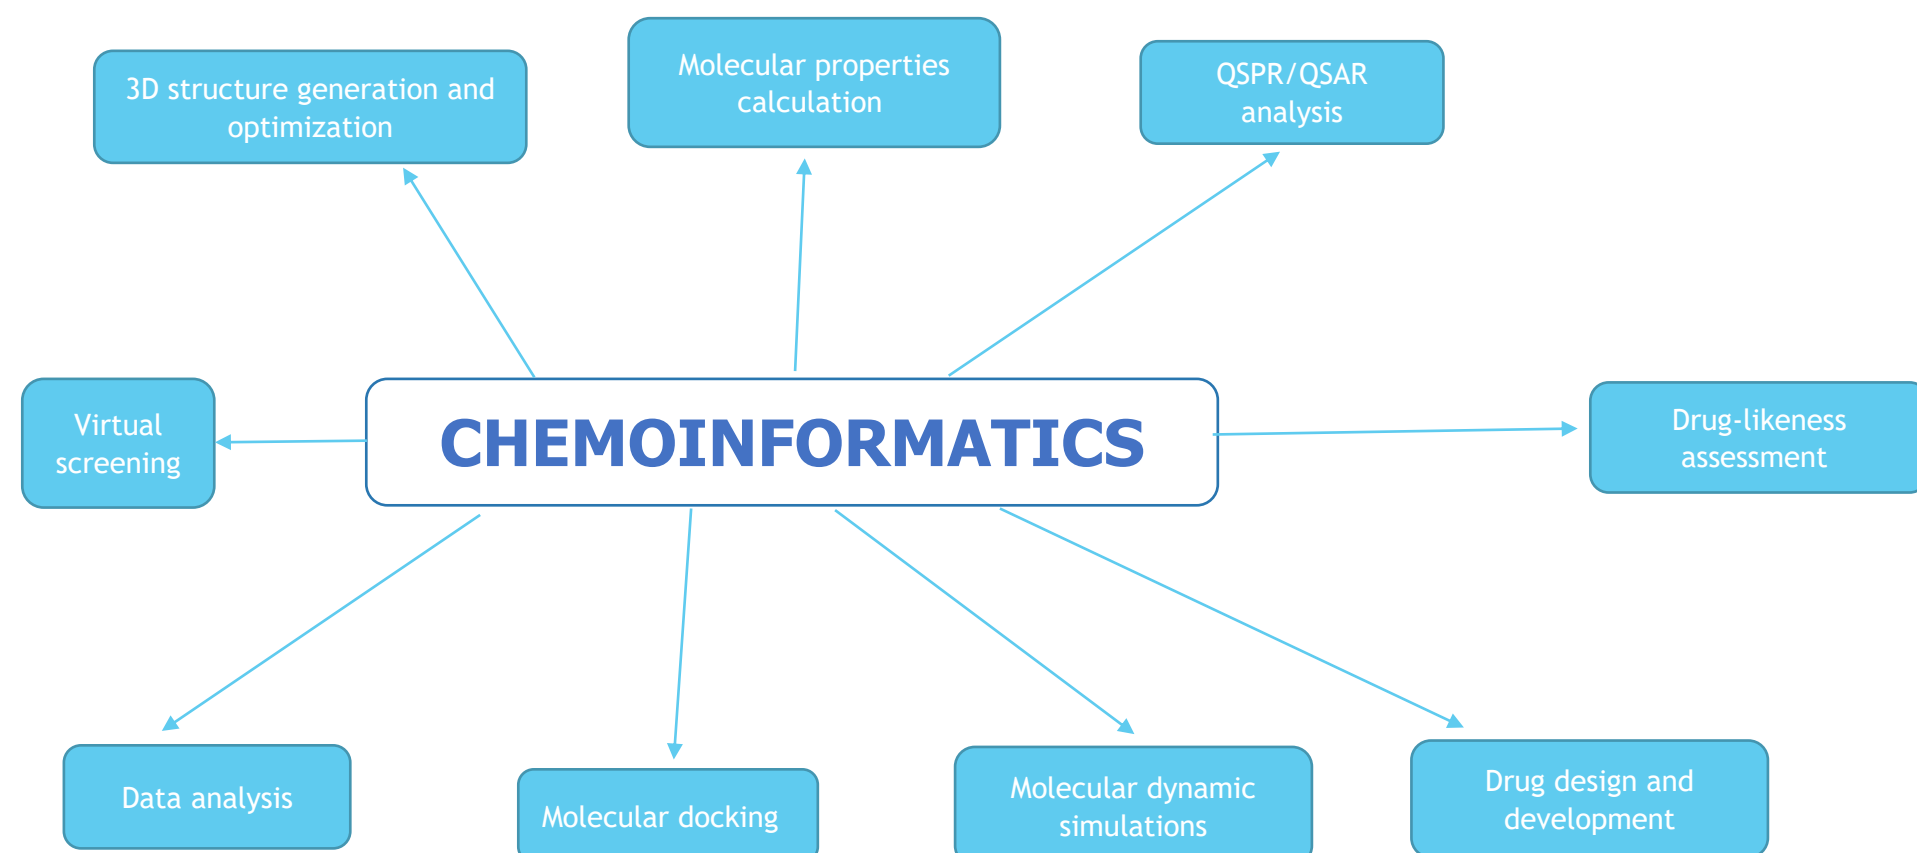 3D structure generation and
optimization
Molecular properties
calculation
QSPR/QSAR
analysis
Virtual
screening
CHEMOINFORMATICS
Drug-likeness
assessment
Data analysis
Molecular docking
Molecular dynamic
simulations
Drug design and
development